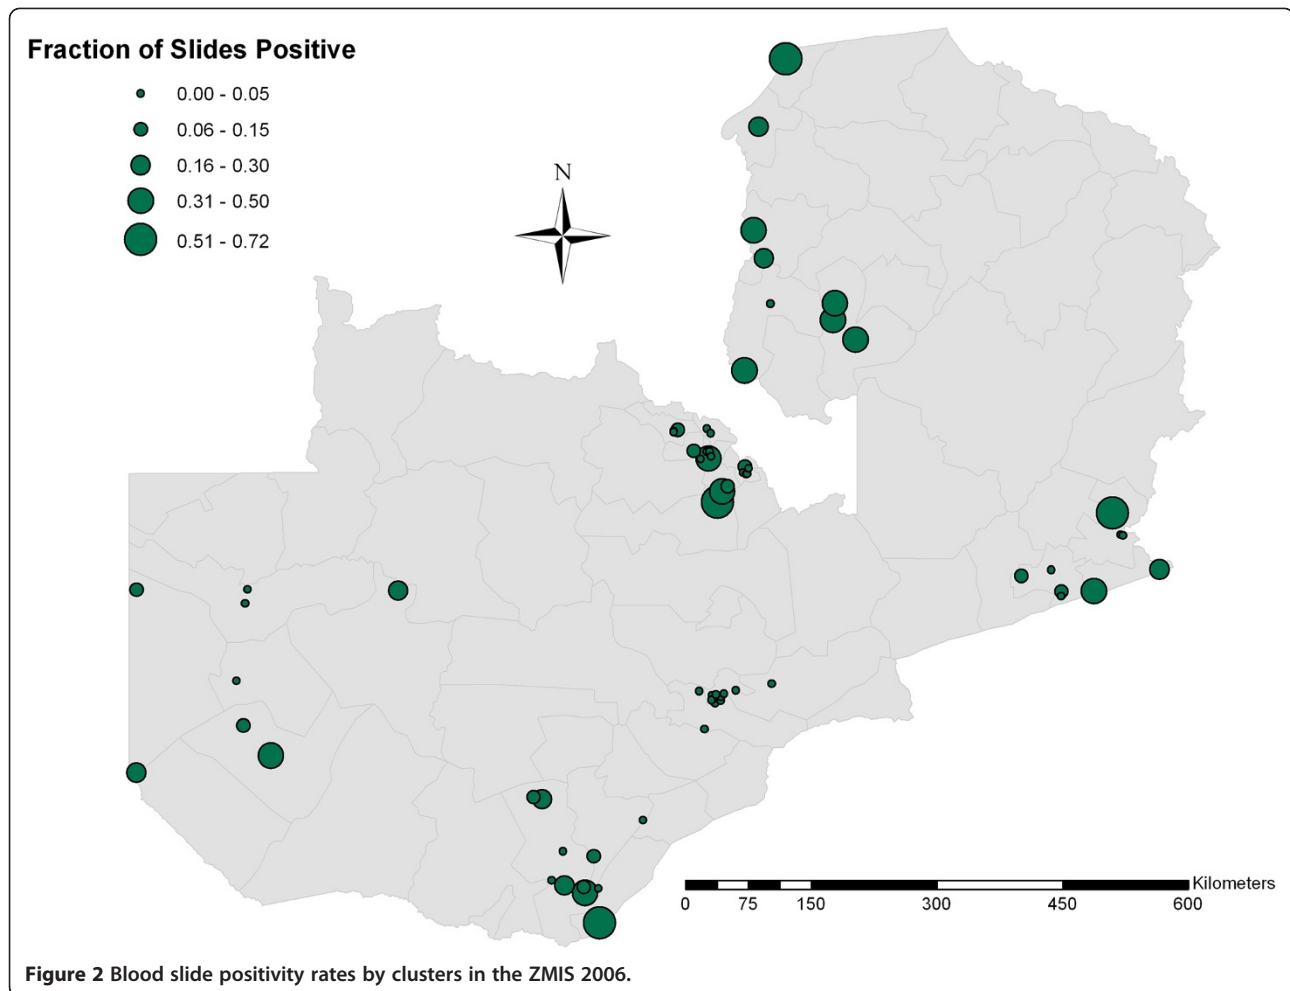 Fraction of Slides Positive
0.00 - 0.05
0.06 - 0.15
0.16 - 0.30
0.31 - 0.50
0.51 - 0.72
N
Kilometers
0 75 150 300 450 600
Figure 2 Blood slide positivity rates by clusters in the ZMIS 2006.